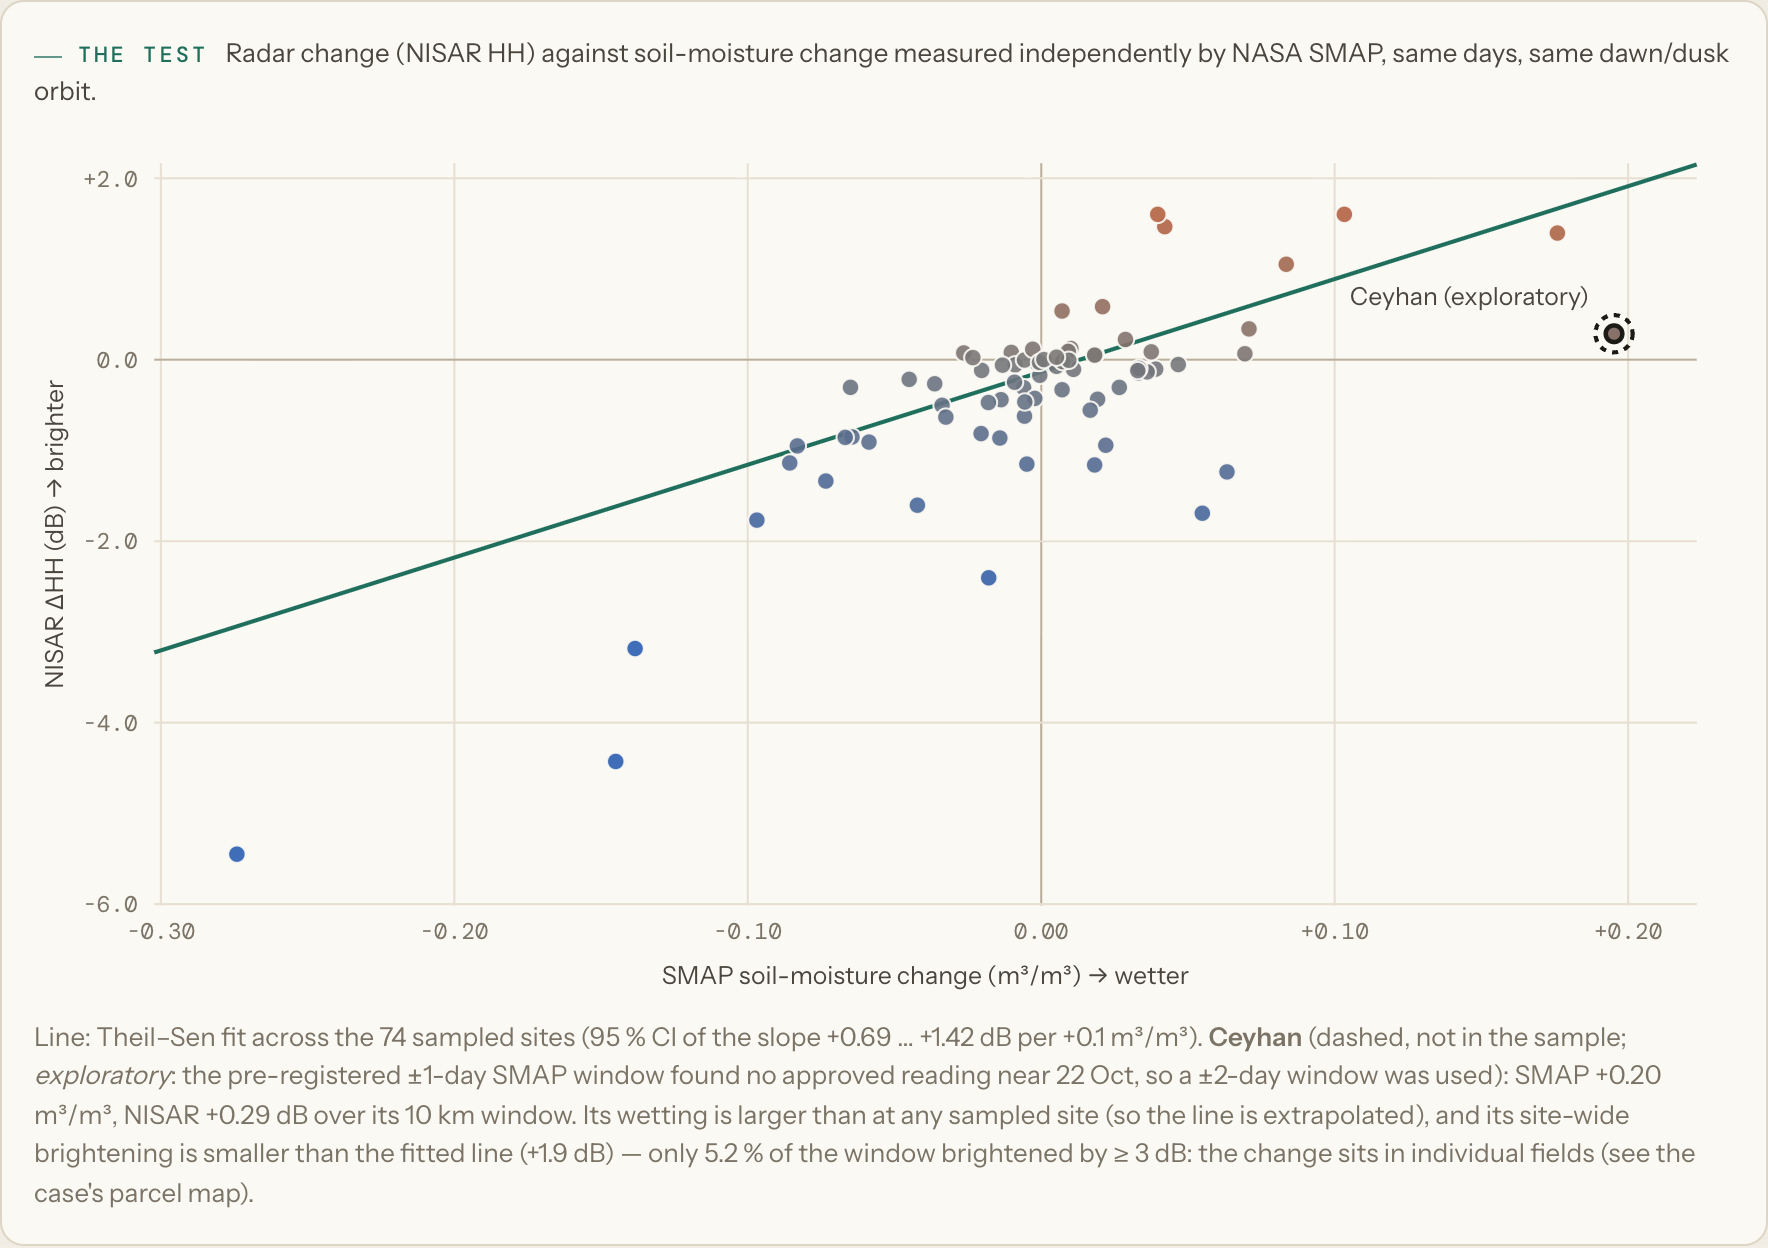 — THE TEST Radar change (NISAR HH) against soil-moisture change measured independently by NASA SMAP, same days, same dawn/dusk
orbit.
+2.0
0.0
-2.0
-4.0
-6.0
NISAR ΔHH (dB) → brighter
Ceyhan (exploratory)
-0.30 -0.20 -0.10 0.00 +0.10 +0.20
SMAP soil-moisture change (m³/m³) → wetter
Line: Theil–Sen fit across the 74 sampled sites (95 % CI of the slope +0.69 … +1.42 dB per +0.1 m³/m³). Ceyhan (dashed, not in the sample;
exploratory: the pre-registered ±1-day SMAP window found no approved reading near 22 Oct, so a ±2-day window was used): SMAP +0.20
m³/m³, NISAR +0.29 dB over its 10 km window. Its wetting is larger than at any sampled site (so the line is extrapolated), and its site-wide
brightening is smaller than the fitted line (+1.9 dB) — only 5.2 % of the window brightened by ≥ 3 dB: the change sits in individual fields (see the
case's parcel map).